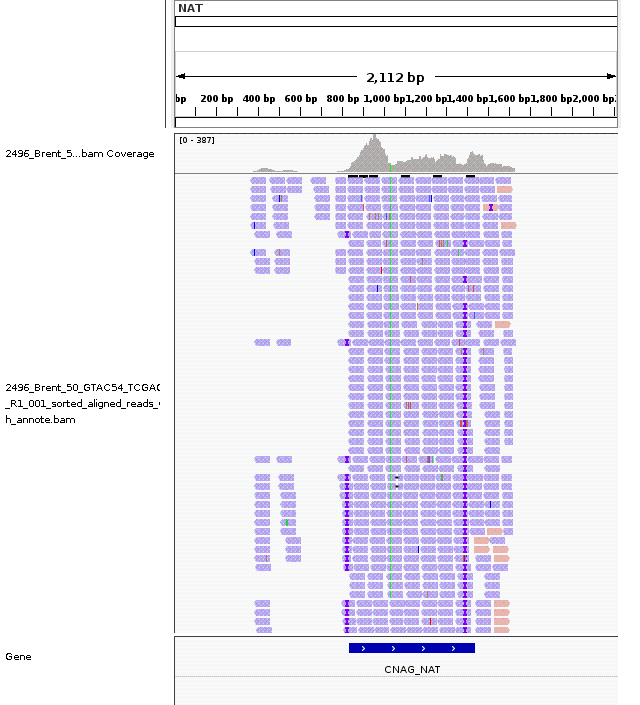 NAT
2,112 bp
bp 200 bp 400 bp 600 bp 800 bp 1,000 bp 1,200 bp 1,400 bp 1,600 bp 1,800 bp 2,000 bp
[0 - 387]
2496_Brent_5...bam Coverage
2496_Brent_50_GTAC54_TCGAG
_R1_001_sorted_aligned_reads_
h_annote.bam
Gene
CNAG_NAT